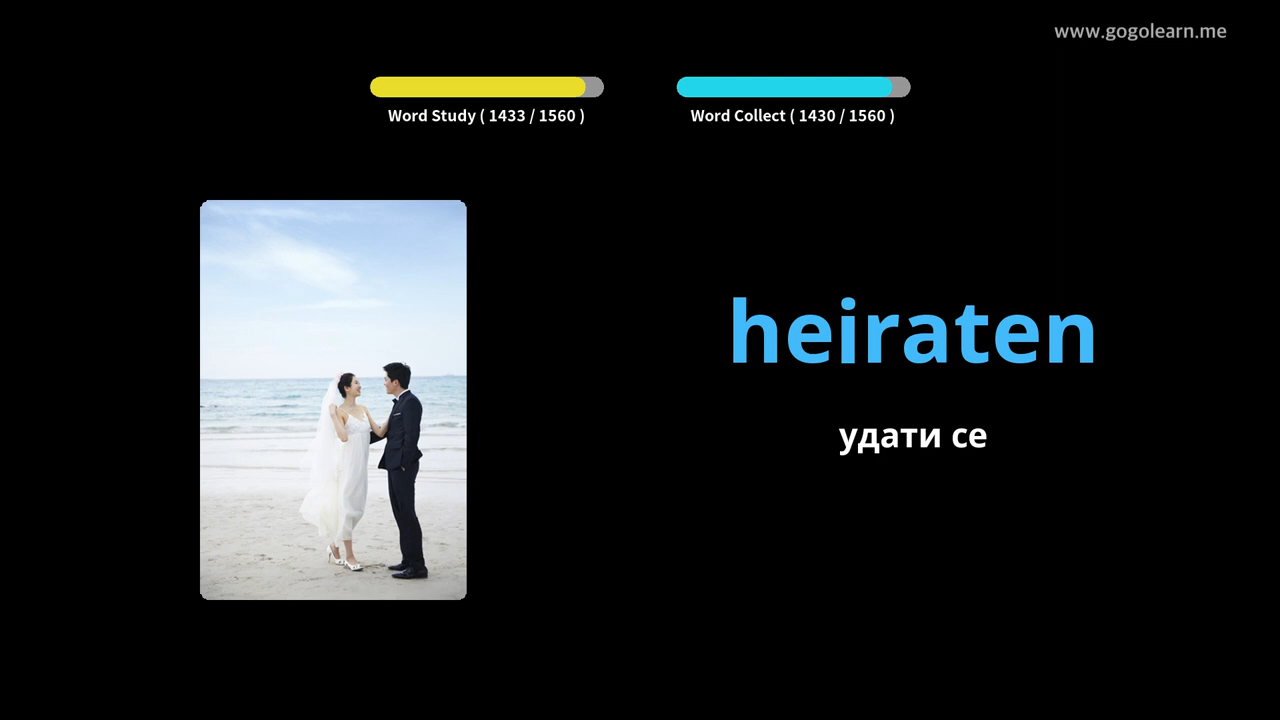 www.gogolearn.me
Word Study ( 1433 / 1560 )
Word Collect ( 1430 / 1560 )
heiraten
удати се